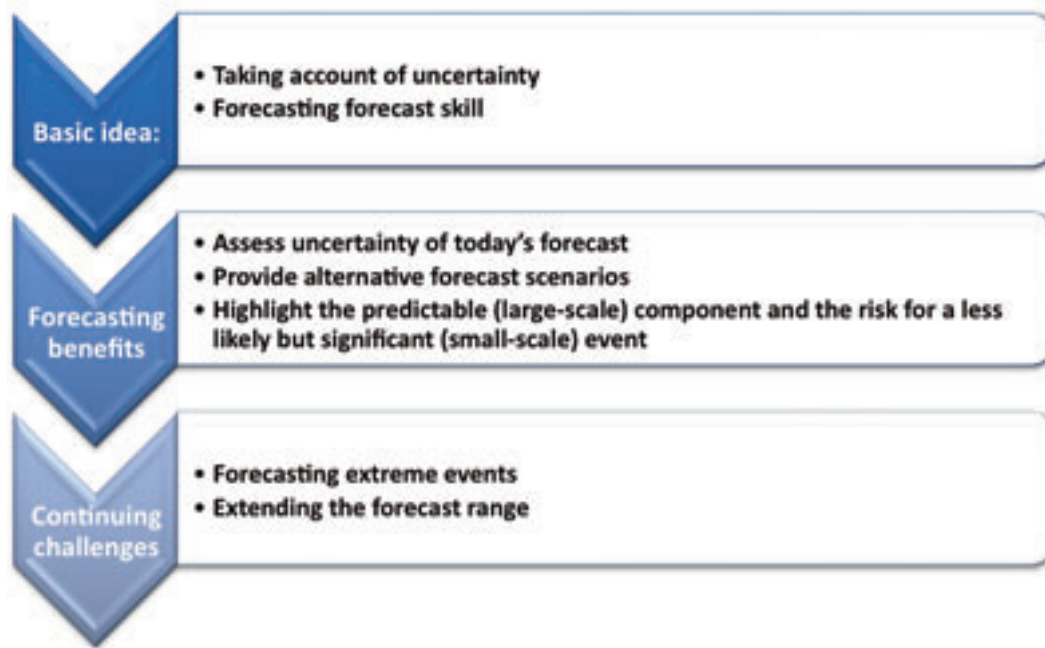 Basic idea:
• Taking account of uncertainty
• Forecasting forecast skill
Forecasting
benefits
• Assess uncertainty of today's forecast
• Provide alternative forecast scenarios
• Highlight the predictable (large-scale) component and the risk for a less
likely but significant (small-scale) event
Continuing
challenges
• Forecasting extreme events
• Extending the forecast range